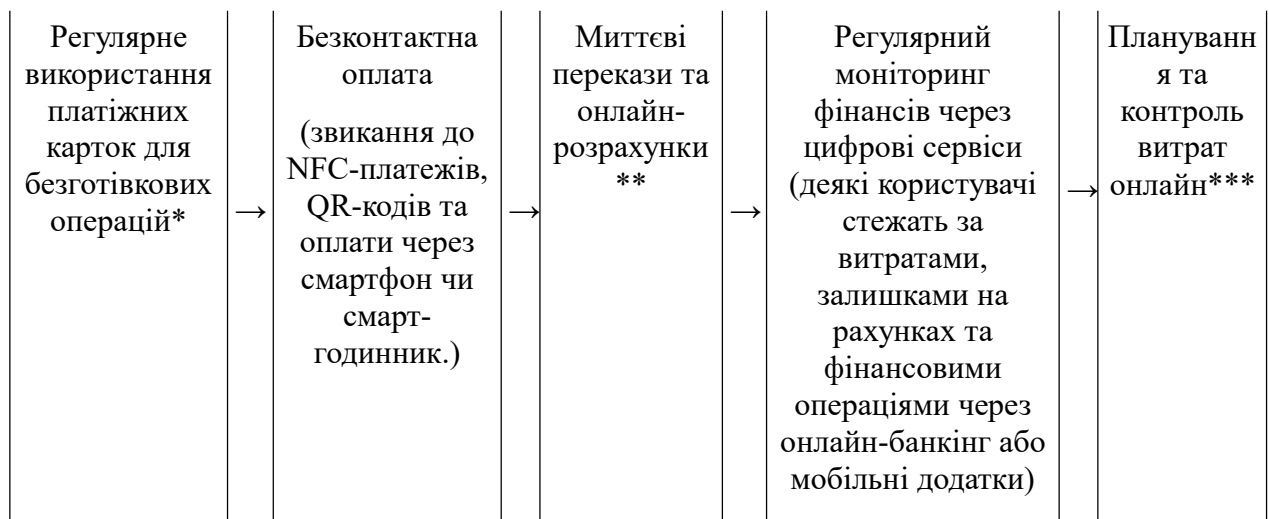 Регулярне
використання
платіжних
карток для
безготівкових
операцій*
→
Безконтактна
оплата
(звикання до
NFC-платежів,
QR-кодів та
оплати через
смартфон чи
смарт-
годинник.)
→
Миттєві
перекази та
онлайн-
розрахунки
**
→
Регулярний
моніторинг
фінансів через
цифрові сервіси
(деякі користувачі
стежать за
витратами,
залишками на
рахунках та
фінансовими
операціями через
онлайн-банкінг або
мобільні додатки)
→
Плануванн
я та
контроль
витрат
онлайн***